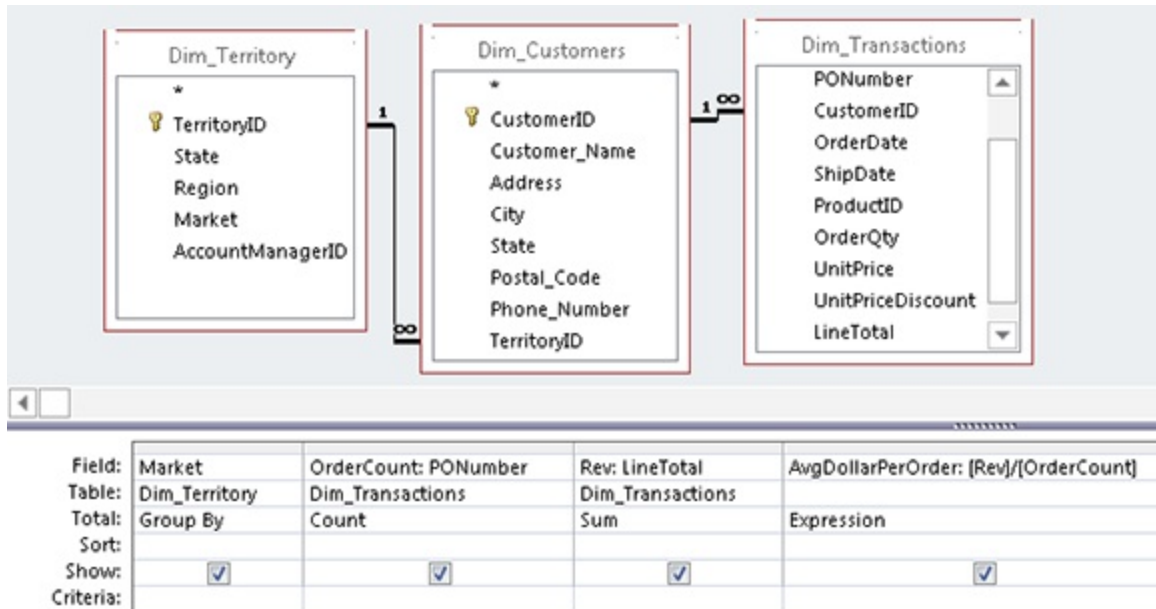 Dim_Territory
*
TerritoryID
State
Region
Market
AccountManagerID
1
∞
Dim_Customers
*
CustomerID
Customer_Name
Address
City
State
Postal_Code
Phone_Number
TerritoryID
1 ∞
Dim_Transactions
PONumber
CustomerID
OrderDate
ShipDate
ProductID
OrderQty
UnitPrice
UnitPriceDiscount
LineTotal
Field: Market OrderCount: PONumber Rev: LineTotal AvgDollarPerOrder: [Rev]/[OrderCount]
Table: Dim_Territory Dim_Transactions Dim_Transactions
Total: Group By Count Sum Expression
Sort:
Show:
Criteria: